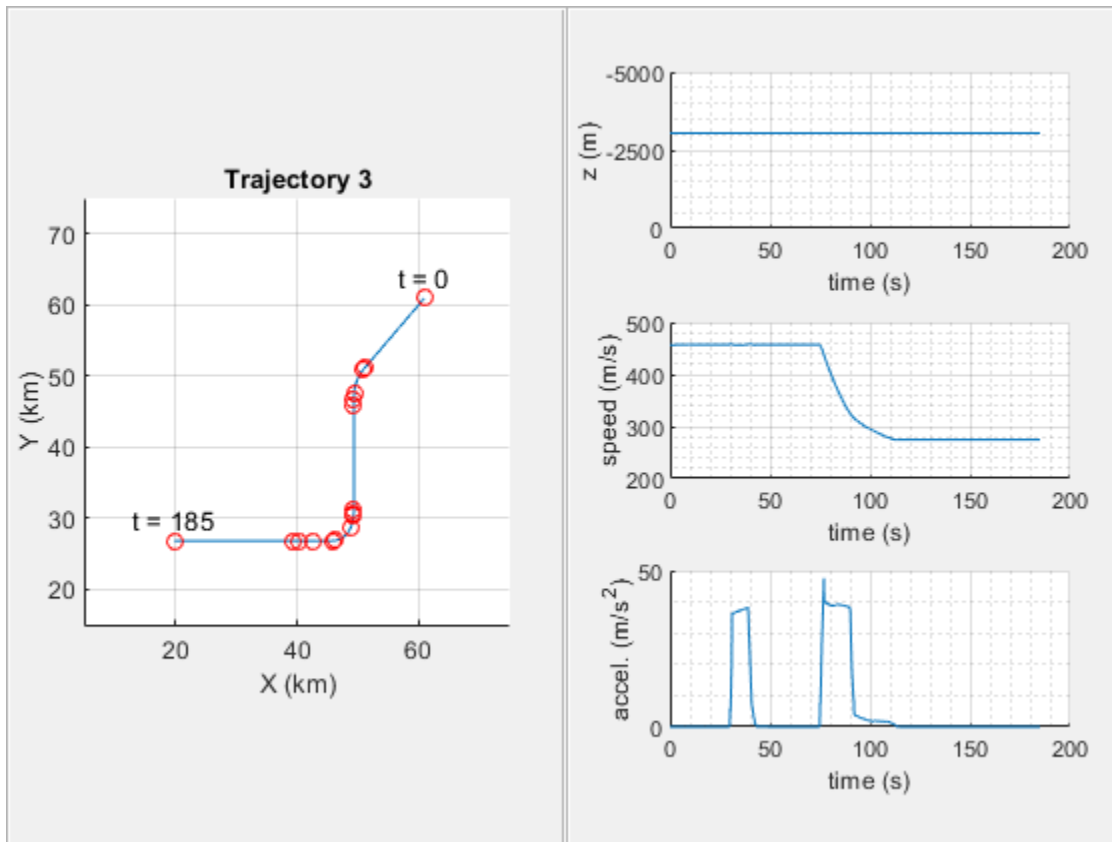 Trajectory 3
70
60
50
40
30
20
Y (km)
t = 0
t = 185
20 40 60
X (km)
-5000
-2500
0
z (m)
0 50 100 150 200
time (s)
500
400
300
200
speed (m/s)
0 50 100 150 200
time (s)
50
0
accel. (m/s²)
0 50 100 150 200
time (s)